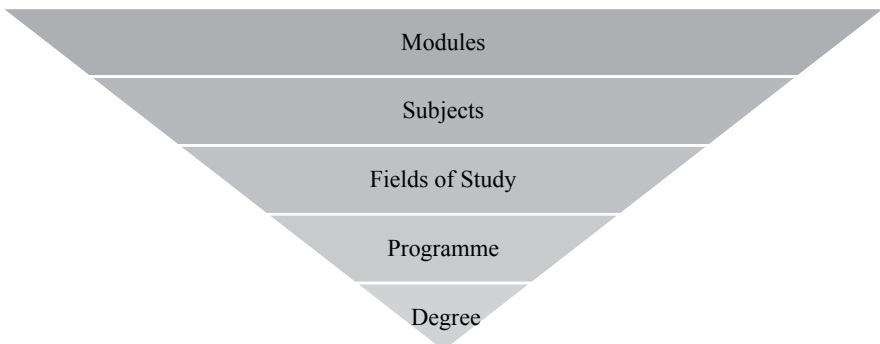 Modules
Subjects
Fields of Study
Programme
Degree